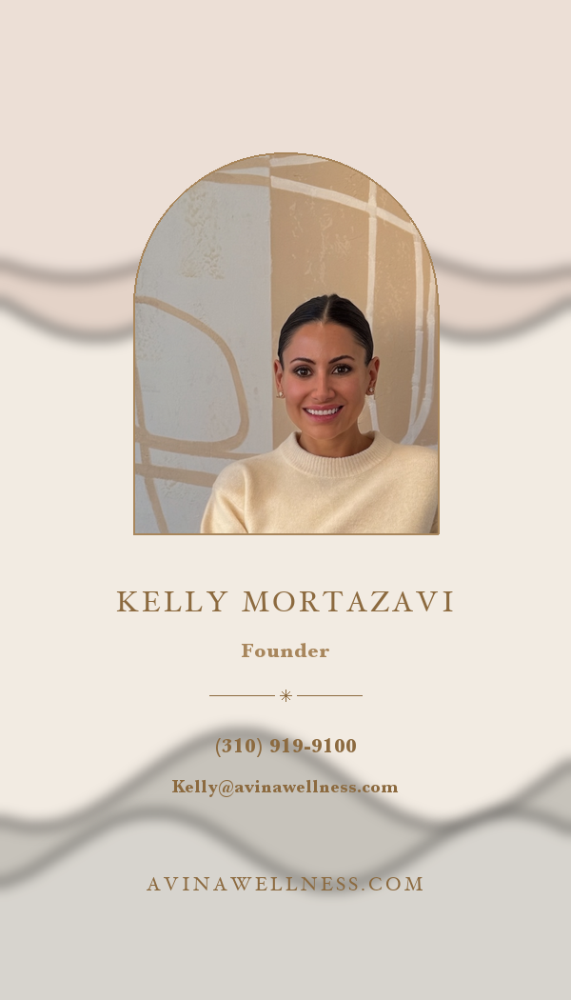 KELLY MORTAZAVI
Founder
(310) 919-9100
Kelly@avinawellness.com
AVINAWELLNESS.COM